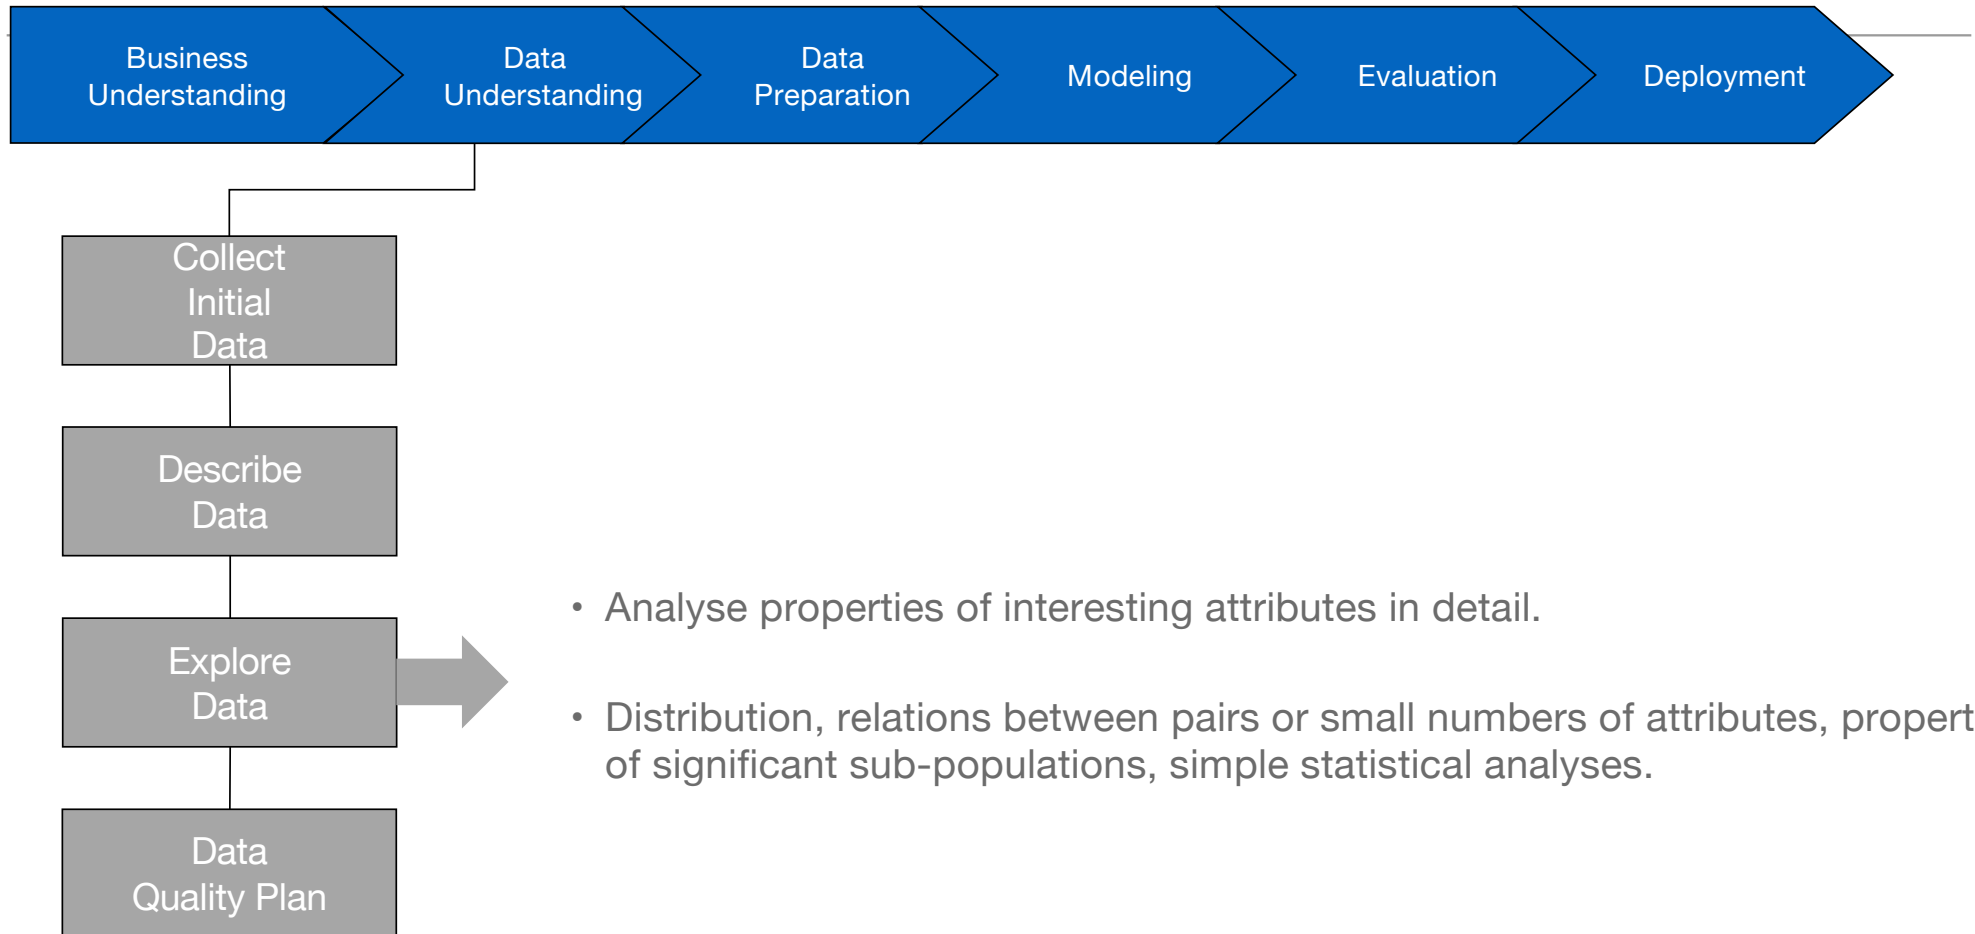 Business
Understanding
Data
Understanding
Data
Preparation
Modeling
Evaluation
Deployment
Collect
Initial
Data
Describe
Data
Explore
Data
• Analyse properties of interesting attributes in detail.
• Distribution, relations between pairs or small numbers of attributes, propert
of significant sub-populations, simple statistical analyses.
Data
Quality Plan